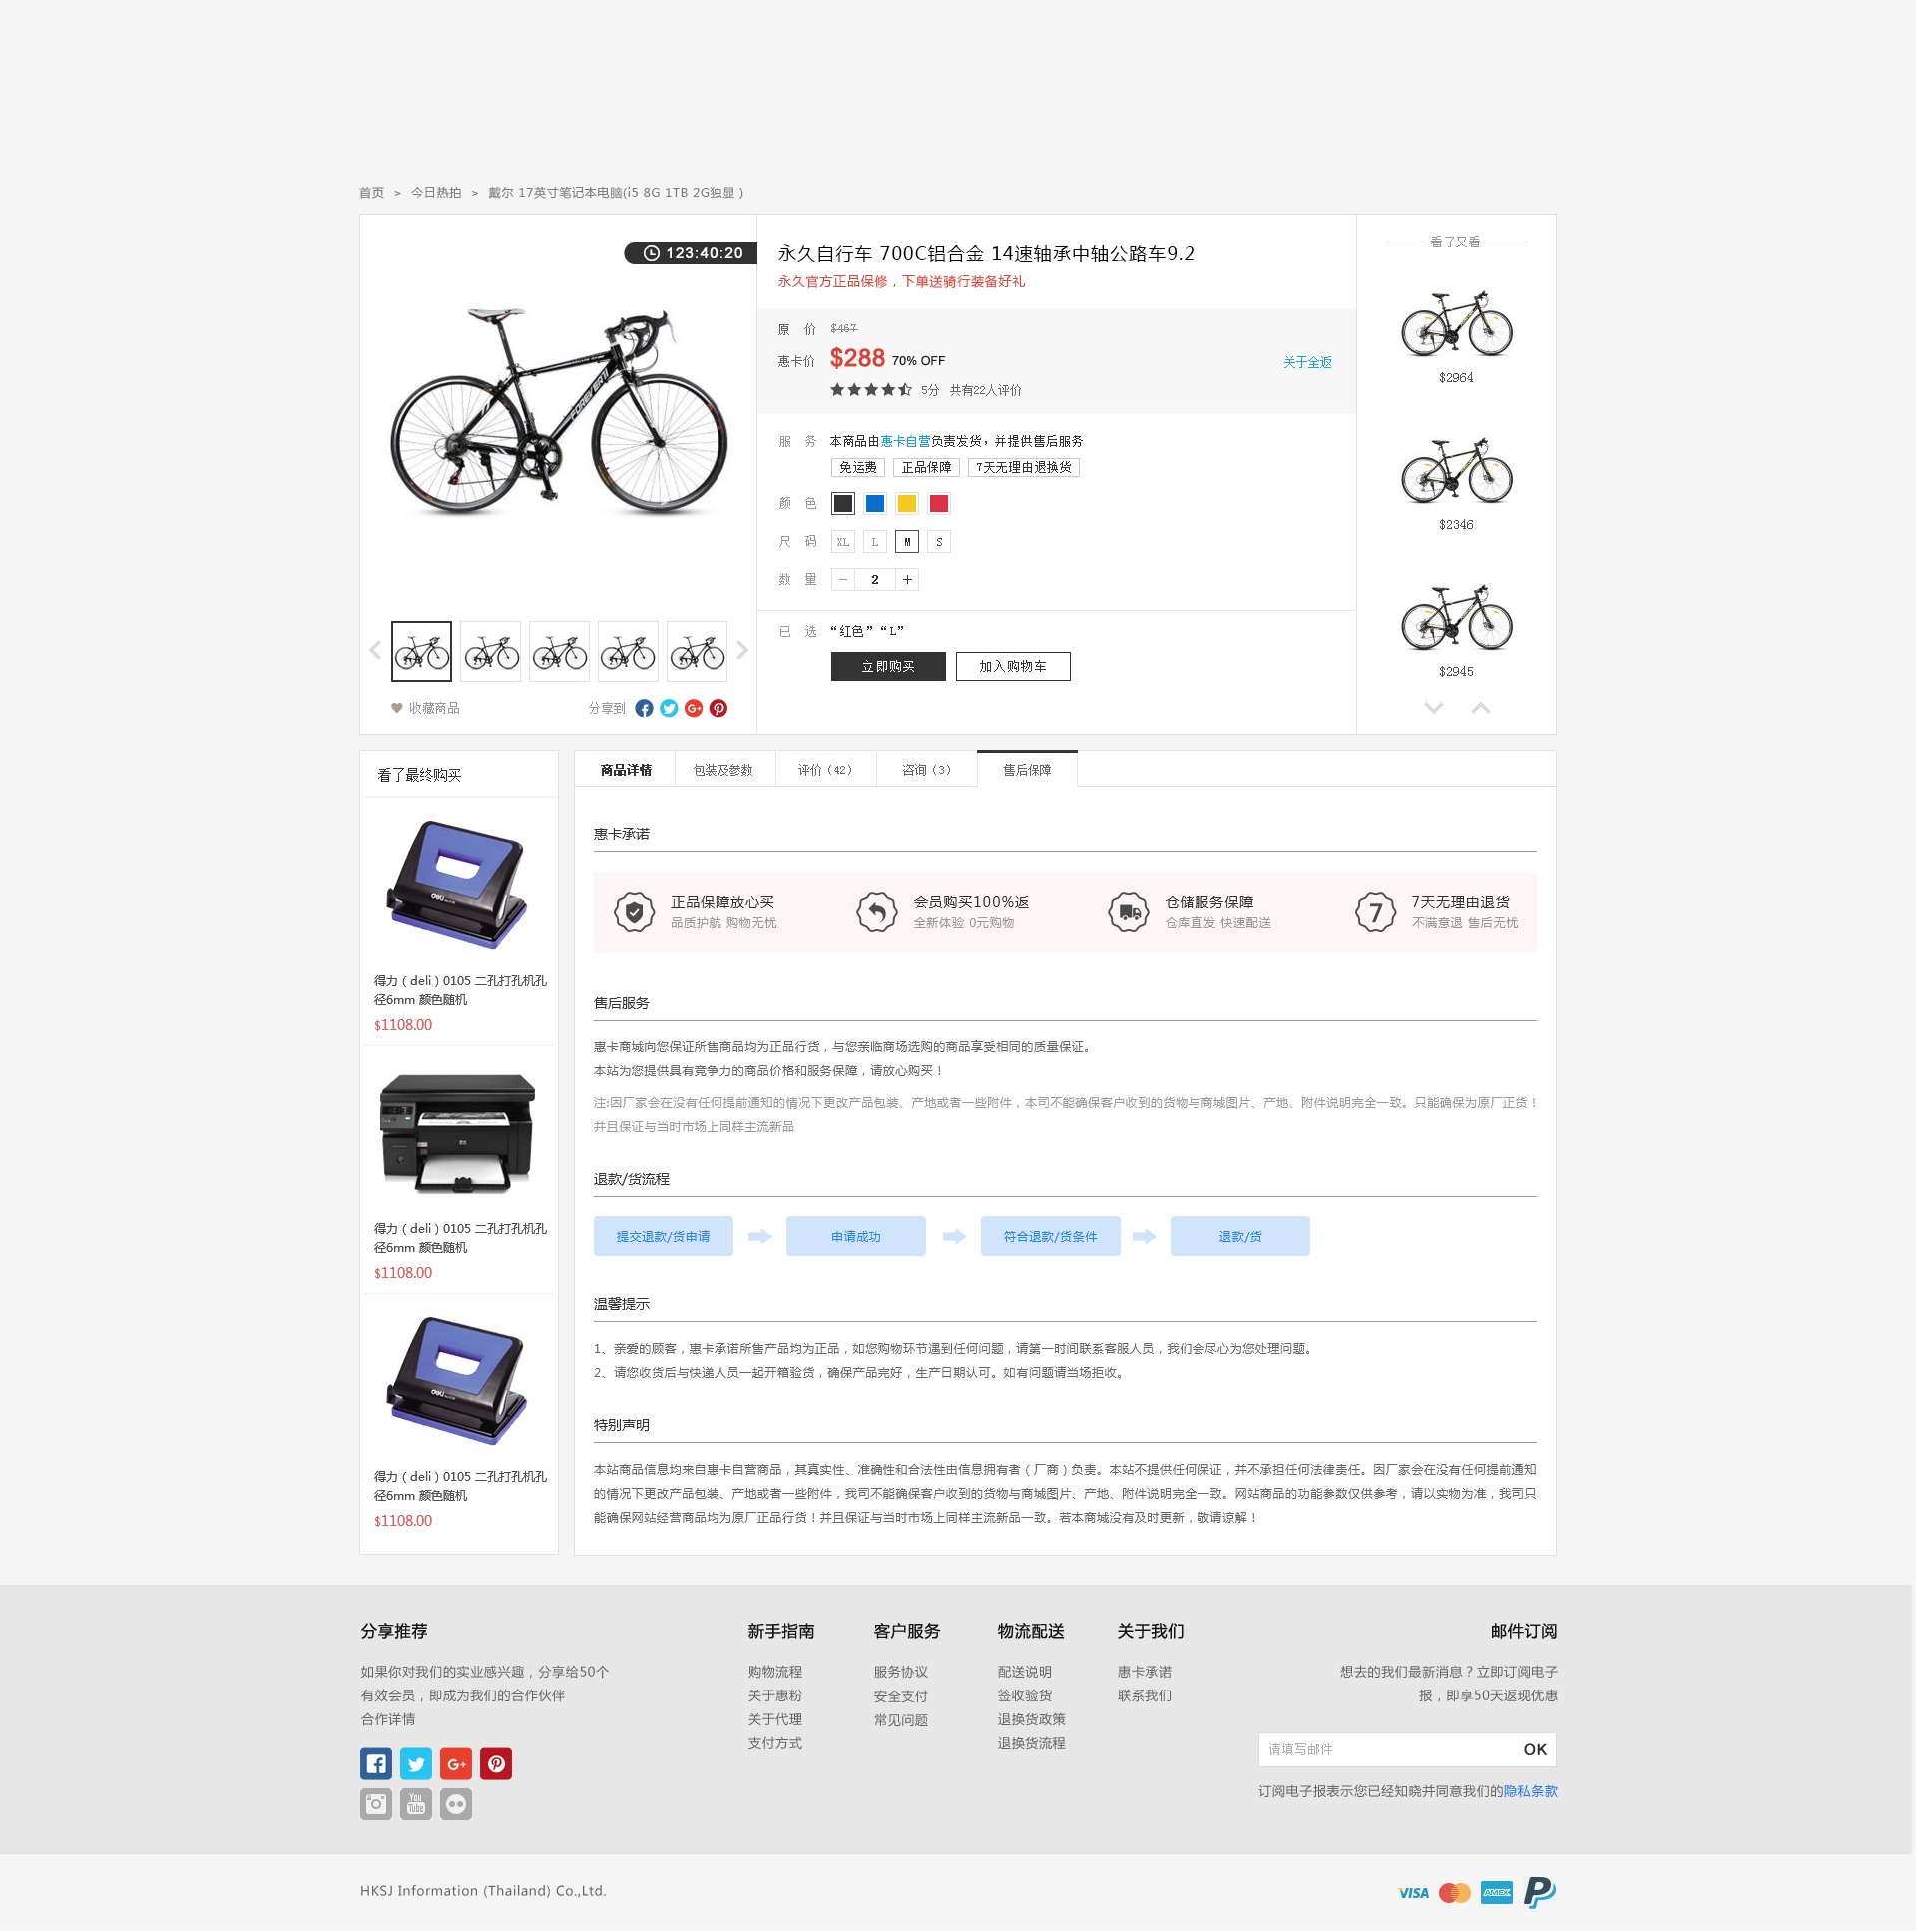 首页 > 今日热拍 > 戴尔 17英寸笔记本电脑(i5 8G 1TB 2G独显 )
123:40:20
FOREVER
收藏商品
分享到
永久自行车 700C铝合金 14速轴承中轴公路车9.2
永久官方正品保修，下单送骑行装备好礼
原 价 $467
惠卡价 $288 70% OFF
关于全返
5分 共有22人评价
服 务 本商品由惠卡自营负责发货，并提供售后服务
免运费 正品保障 7天无理由退换货
颜 色
尺 码 XL L M S
数 量 − 2 +
已 选 “红色” “L”
立即购买 加入购物车
看了又看
$2964
$2346
$2945
看了最终购买
deli
得力（deli）0105 二孔打孔机孔
径6mm 颜色随机
$1108.00
得力（deli）0105 二孔打孔机孔
径6mm 颜色随机
$1108.00
deli
得力（deli）0105 二孔打孔机孔
径6mm 颜色随机
$1108.00
商品详情 包装及参数 评价（42） 咨询（3） 售后保障
惠卡承诺
正品保障放心买
品质护航 购物无忧
会员购买100%返
全新体验 0元购物
仓储服务保障
仓库直发 快速配送
7
7天无理由退货
不满意退 售后无忧
售后服务
惠卡商城向您保证所售商品均为正品行货，与您亲临商场选购的商品享受相同的质量保证。
本站为您提供具有竞争力的商品价格和服务保障，请放心购买！
注:因厂家会在没有任何提前通知的情况下更改产品包装、产地或者一些附件，本司不能确保客户收到的货物与商城图片、产地、附件说明完全一致。只能确保为原厂正货！
并且保证与当时市场上同样主流新品
退款/货流程
提交退款/货申请 申请成功 符合退款/货条件 退款/货
温馨提示
1、亲爱的顾客，惠卡承诺所售产品均为正品，如您购物环节遇到任何问题，请第一时间联系客服人员，我们会尽心为您处理问题。
2、请您收货后与快递人员一起开箱验货，确保产品完好，生产日期认可。如有问题请当场拒收。
特别声明
本站商品信息均来自惠卡自营商品，其真实性、准确性和合法性由信息拥有者（厂商）负责。本站不提供任何保证，并不承担任何法律责任。因厂家会在没有任何提前通知
的情况下更改产品包装、产地或者一些附件，我司不能确保客户收到的货物与商城图片、产地、附件说明完全一致。网站商品的功能参数仅供参考，请以实物为准，我司只
能确保网站经营商品均为原厂正品行货！并且保证与当时市场上同样主流新品一致。若本商城没有及时更新，敬请谅解！
分享推荐
如果你对我们的实业感兴趣，分享给50个
有效会员，即成为我们的合作伙伴
合作详情
You
Tube
新手指南
购物流程
关于惠粉
关于代理
支付方式
客户服务
服务协议
安全支付
常见问题
物流配送
配送说明
签收验货
退换货政策
退换货流程
关于我们
惠卡承诺
联系我们
邮件订阅
想去的我们最新消息？立即订阅电子
报，即享50天返现优惠
请填写邮件 OK
订阅电子报表示您已经知晓并同意我们的隐私条款
HKSJ Information (Thailand) Co.,Ltd.
VISA AMEX